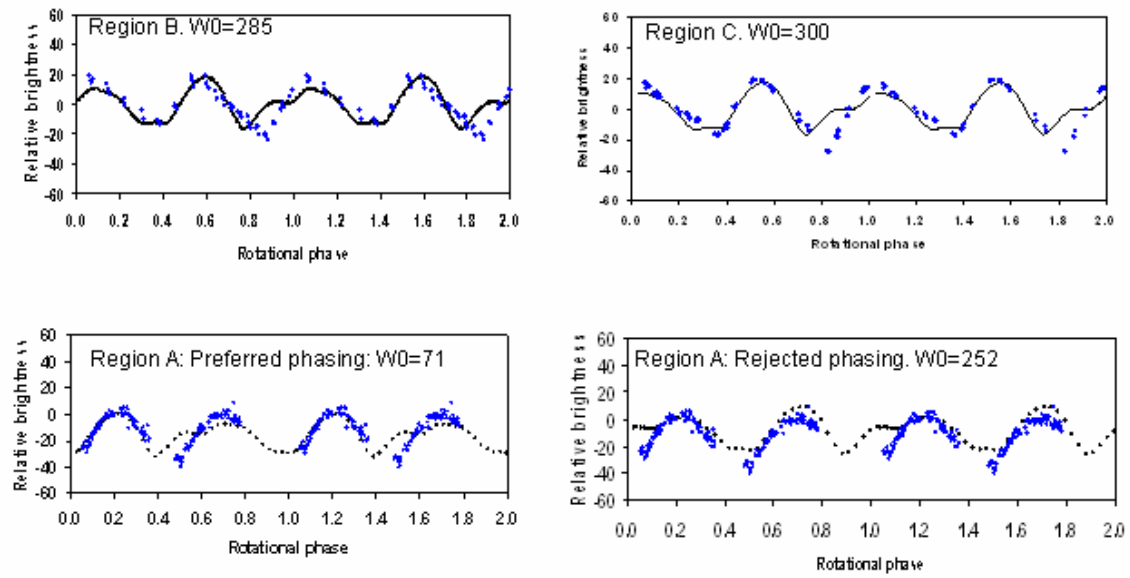 Region B. W0=285
Relative brightness
60
40
20
0
-20
-40
-60
0.0 0.2 0.4 0.6 0.8 1.0 1.2 1.4 1.6 1.8 2.0
Rotational phase
Region C. W0=300
Relative brightness
60
40
20
0
-20
-40
-60
0.0 0.2 0.4 0.6 0.8 1.0 1.2 1.4 1.6 1.8 2.0
Rotational phase
Region A: Preferred phasing: W0=71
Relative brightness
60
40
20
0
-20
-40
-60
0.0 0.2 0.4 0.6 0.8 1.0 1.2 1.4 1.6 1.8 2.0
Rotational phase
Region A: Rejected phasing. W0=252
Relative brightness
60
40
20
0
-20
-40
-60
0.0 0.2 0.4 0.6 0.8 1.0 1.2 1.4 1.6 1.8 2.0
Rotational phase